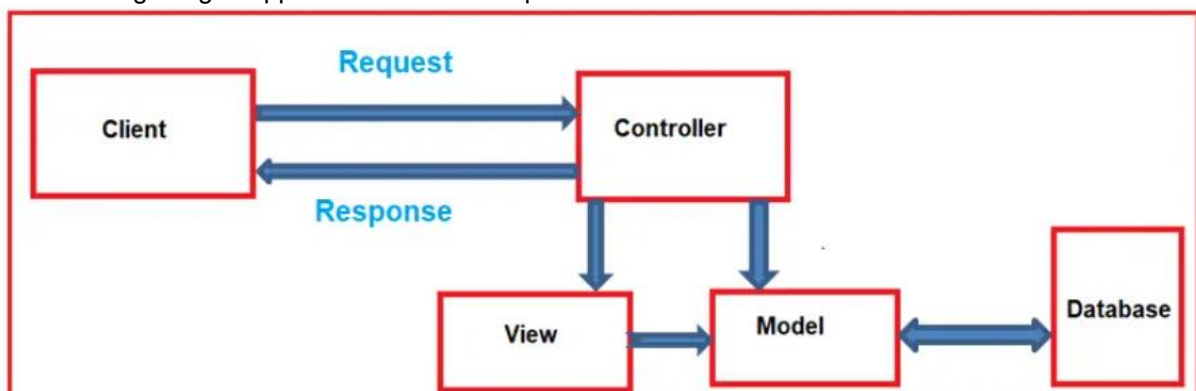 Request
Client
Controller
Response
Database
View
Model